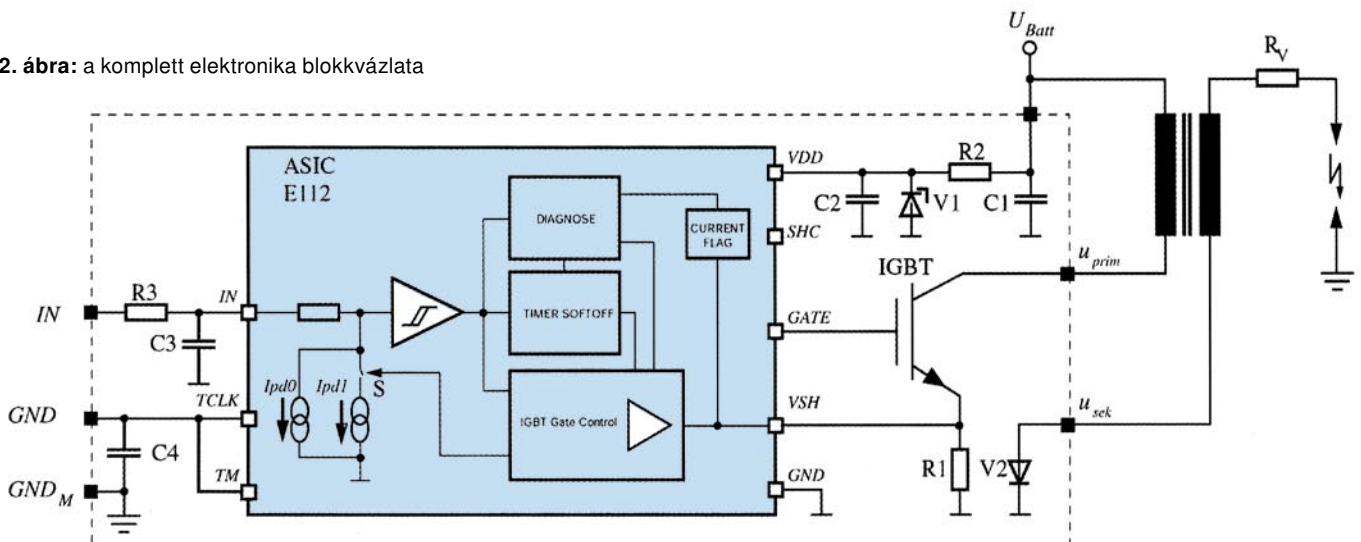 2. ábra: a komplett elektronika blokkvázlata
U_Batt
R_V
ASIC
E112
VDD
R2
C2
V1
C1
DIAGNOSE
CURRENT
FLAG
SHC
u_prim
IGBT
IN
R3
IN
TIMER SOFTOFF
GATE
C3
Ipd0
Ipd1
S
TCLK
GND
IGBT Gate Control
VSH
u_sek
C4
TM
GND
R1
V2
GND_M